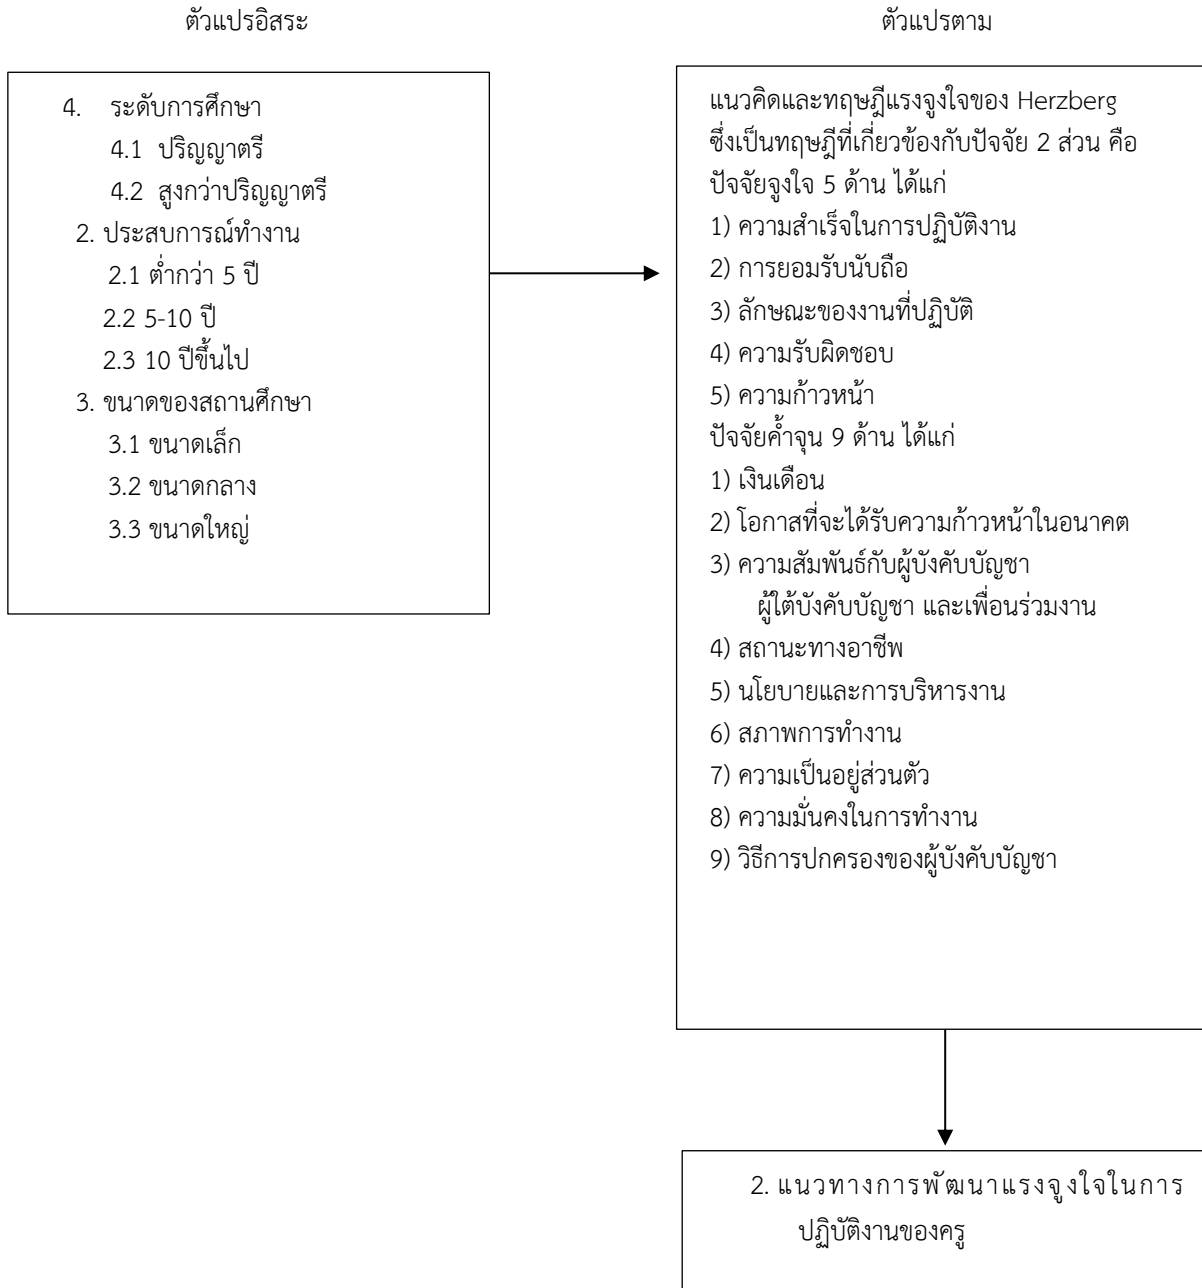 ตัวแปรอิสระ
4. ระดับการศึกษา
4.1 ปริญญาตรี
4.2 สูงกว่าปริญญาตรี
2. ประสบการณ์ทำงาน
2.1 ต่ำกว่า 5 ปี
2.2 5-10 ปี
2.3 10 ปีขึ้นไป
3. ขนาดของสถานศึกษา
3.1 ขนาดเล็ก
3.2 ขนาดกลาง
3.3 ขนาดใหญ่
ตัวแปรตาม
แนวคิดและทฤษฎีแรงจูงใจของ Herzberg
ซึ่งเป็นทฤษฎีที่เกี่ยวข้องกับปัจจัย 2 ส่วน คือ
ปัจจัยจูงใจ 5 ด้าน ได้แก่
1) ความสำเร็จในการปฏิบัติงาน
2) การยอมรับนับถือ
3) ลักษณะของงานที่ปฏิบัติ
4) ความรับผิดชอบ
5) ความก้าวหน้า
ปัจจัยค้ำจุน 9 ด้าน ได้แก่
1) เงินเดือน
2) โอกาสที่จะได้รับความก้าวหน้าในอนาคต
3) ความสัมพันธ์กับผู้บังคับบัญชา
ผู้ใต้บังคับบัญชา และเพื่อนร่วมงาน
4) สถานะทางอาชีพ
5) นโยบายและการบริหารงาน
6) สภาพการทำงาน
7) ความเป็นอยู่ส่วนตัว
8) ความมั่นคงในการทำงาน
9) วิธีการปกครองของผู้บังคับบัญชา
2. แนวทางการพัฒนาแรงจูงใจในการ
ปฏิบัติงานของครู